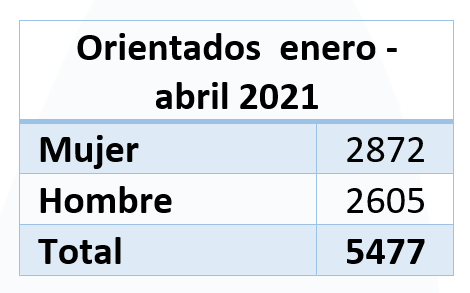 Orientados enero -
abril 2021
Mujer 2872
Hombre 2605
Total 5477